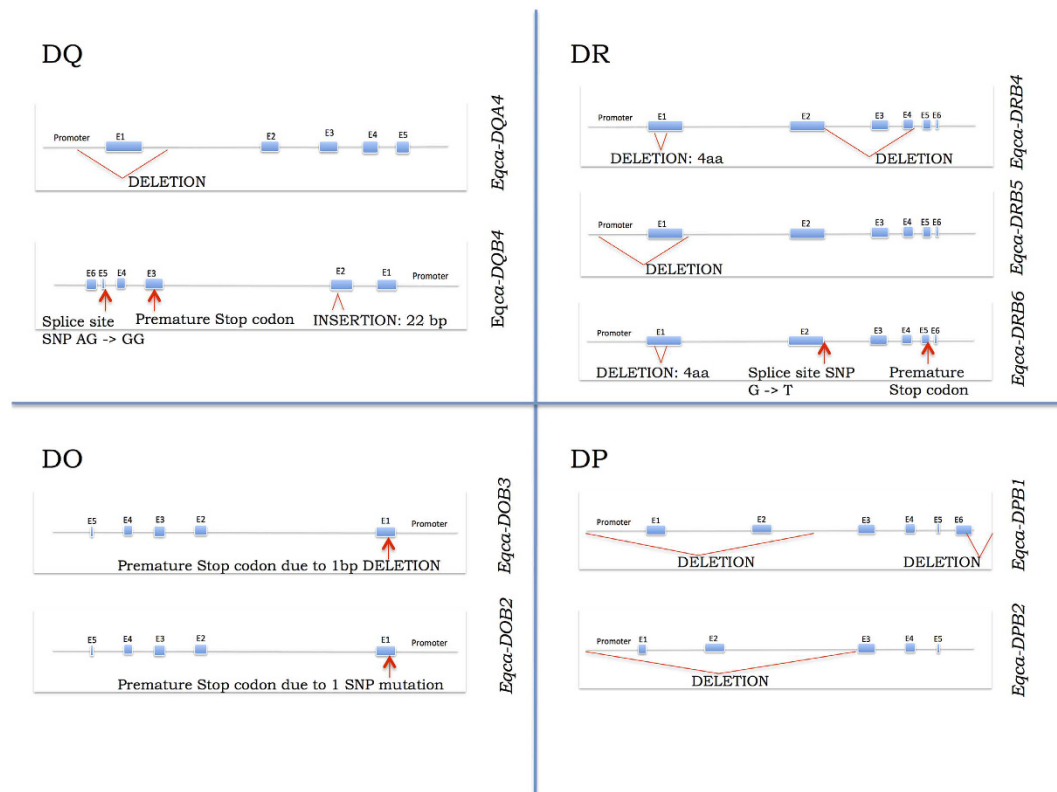 DQ
Promoter E1 E2 E3 E4 E5
DELETION
Eqca-DQA4
E6 E5 E4 E3 E2 E1 Promoter
Splice site
SNP AG -> GG
Premature Stop codon
INSERTION: 22 bp
Eqca-DQB4
DR
Promoter E1 E2 E3 E4 E5 E6
DELETION: 4aa
DELETION
Eqca-DRB4
Promoter E1 E2 E3 E4 E5 E6
DELETION
Eqca-DRB5
Promoter E1 E2 E3 E4 E5 E6
DELETION: 4aa
Splice site SNP
G -> T
Premature
Stop codon
Eqca-DRB6
DO
E5 E4 E3 E2 E1 Promoter
Premature Stop codon due to 1bp DELETION
Eqca-DOB3
E5 E4 E3 E2 E1 Promoter
Premature Stop codon due to 1 SNP mutation
Eqca-DOB2
DP
Promoter E1 E2 E3 E4 E5 E6
DELETION
DELETION
Eqca-DPB1
Promoter E1 E2 E3 E4 E5
DELETION
Eqca-DPB2